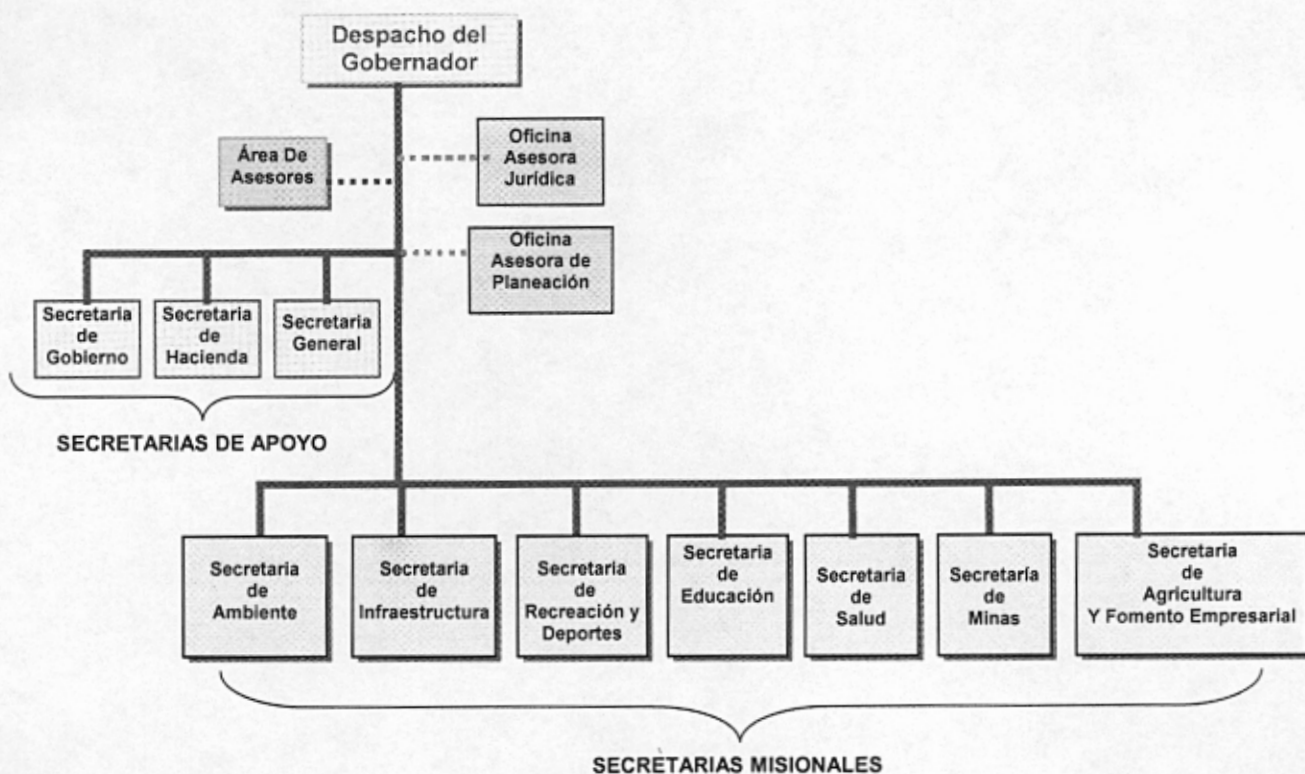 Despacho del
Gobernador
Área De
Asesores
Oficina
Asesora
Jurídica
Oficina
Asesora de
Planeación
Secretaria
de
Gobierno
Secretaria
de
Hacienda
Secretaria
General
SECRETARIAS DE APOYO
Secretaria
de
Ambiente
Secretaria
de
Infraestructura
Secretaria
de
Recreación y
Deportes
Secretaria
de
Educación
Secretaria
de
Salud
Secretaría
de
Minas
Secretaria
de
Agricultura
Y Fomento Empresarial
SECRETARIAS MISIONALES